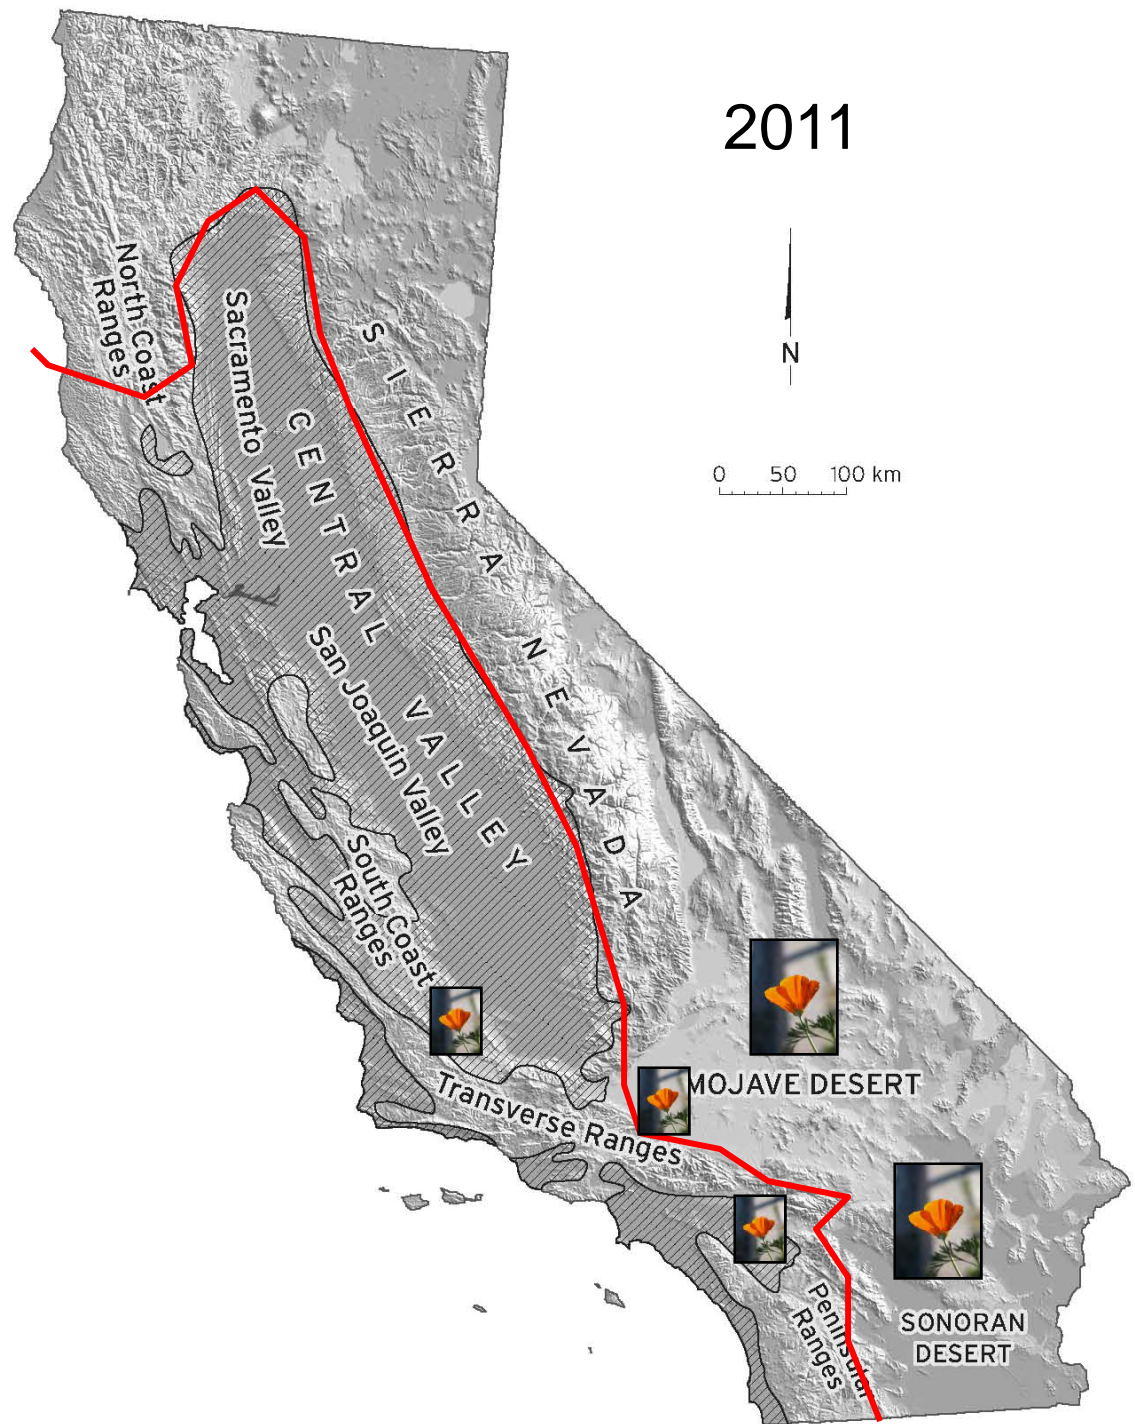 2011
N
0 50 100 km
North Coast
Ranges
Sacramento Valley
SIERRA NEVADA
CENTRAL VALLEY
San Joaquin Valley
South Coast
Ranges
Transverse Ranges
MOJAVE DESERT
Peninsular
Ranges
SONORAN
DESERT